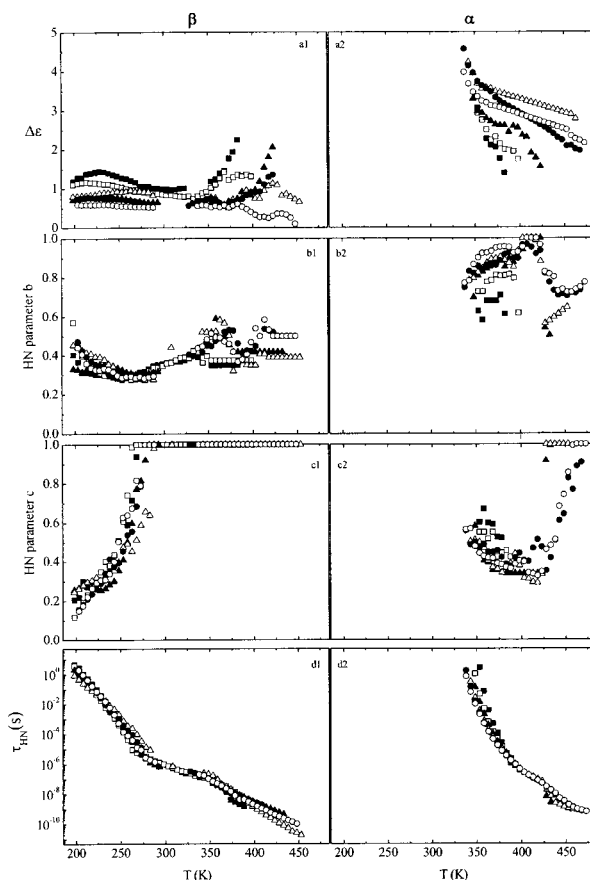 β
α
5
4
3
2
1
0
Δε
a1
a2
1.0
0.8
0.6
0.4
0.2
0.0
HN parameter b
b1
b2
1.0
0.8
0.6
0.4
0.2
0.0
HN parameter c
c1
c2
10⁰
10⁻²
10⁻⁴
10⁻⁶
10⁻⁸
10⁻¹⁰
τHN(s)
d1
d2
200 250 300 350 400 450
200 250 300 350 400 450
T (K)
T (K)